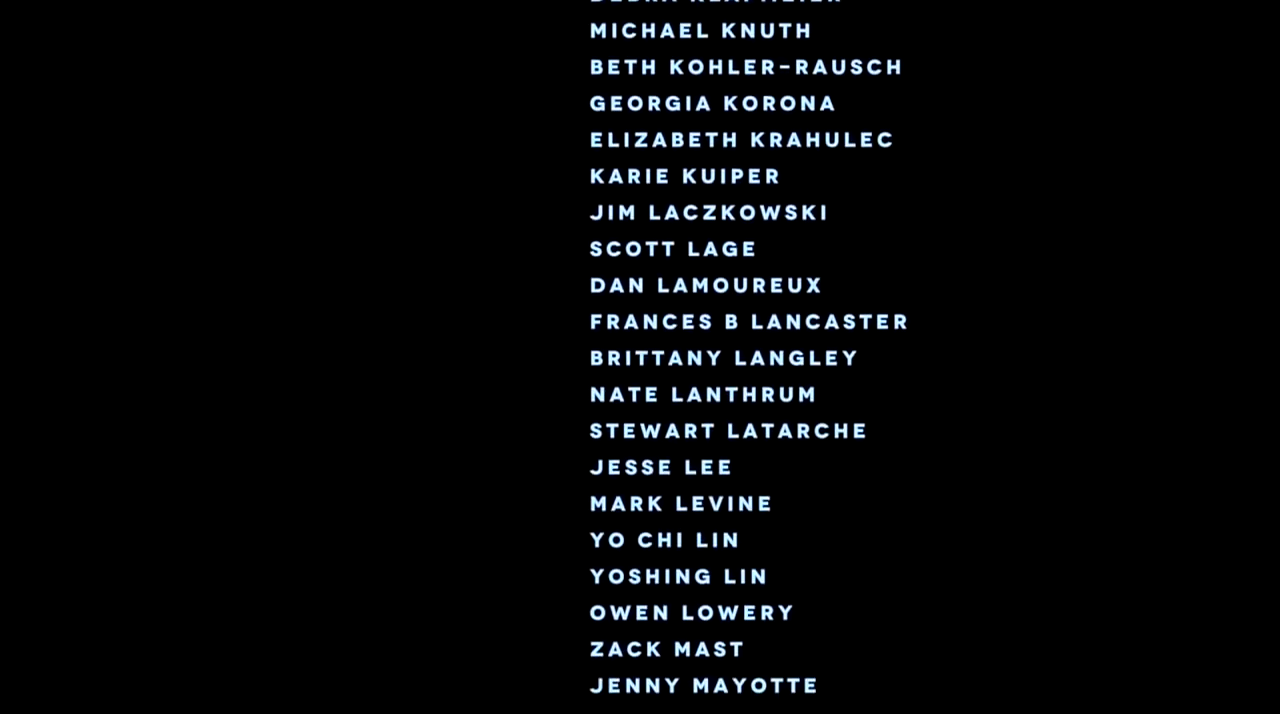 MICHAEL KNUTH
BETH KOHLER-RAUSCH
GEORGIA KORONA
ELIZABETH KRAHULEC
KARIE KUIPER
JIM LACZKOWSKI
SCOTT LAGE
DAN LAMOUREUX
FRANCES B LANCASTER
BRITTANY LANGLEY
NATE LANTHRUM
STEWART LATARCHE
JESSE LEE
MARK LEVINE
YO CHI LIN
YOSHING LIN
OWEN LOWERY
ZACK MAST
JENNY MAYOTTE